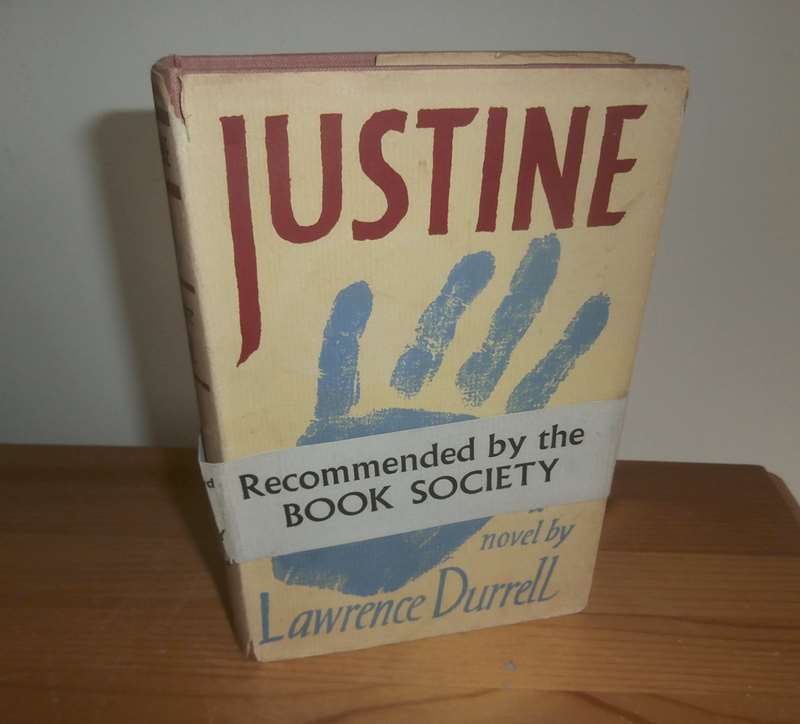 JUSTINE
Recommended by the
BOOK SOCIETY
a
novel by
Lawrence Durrell